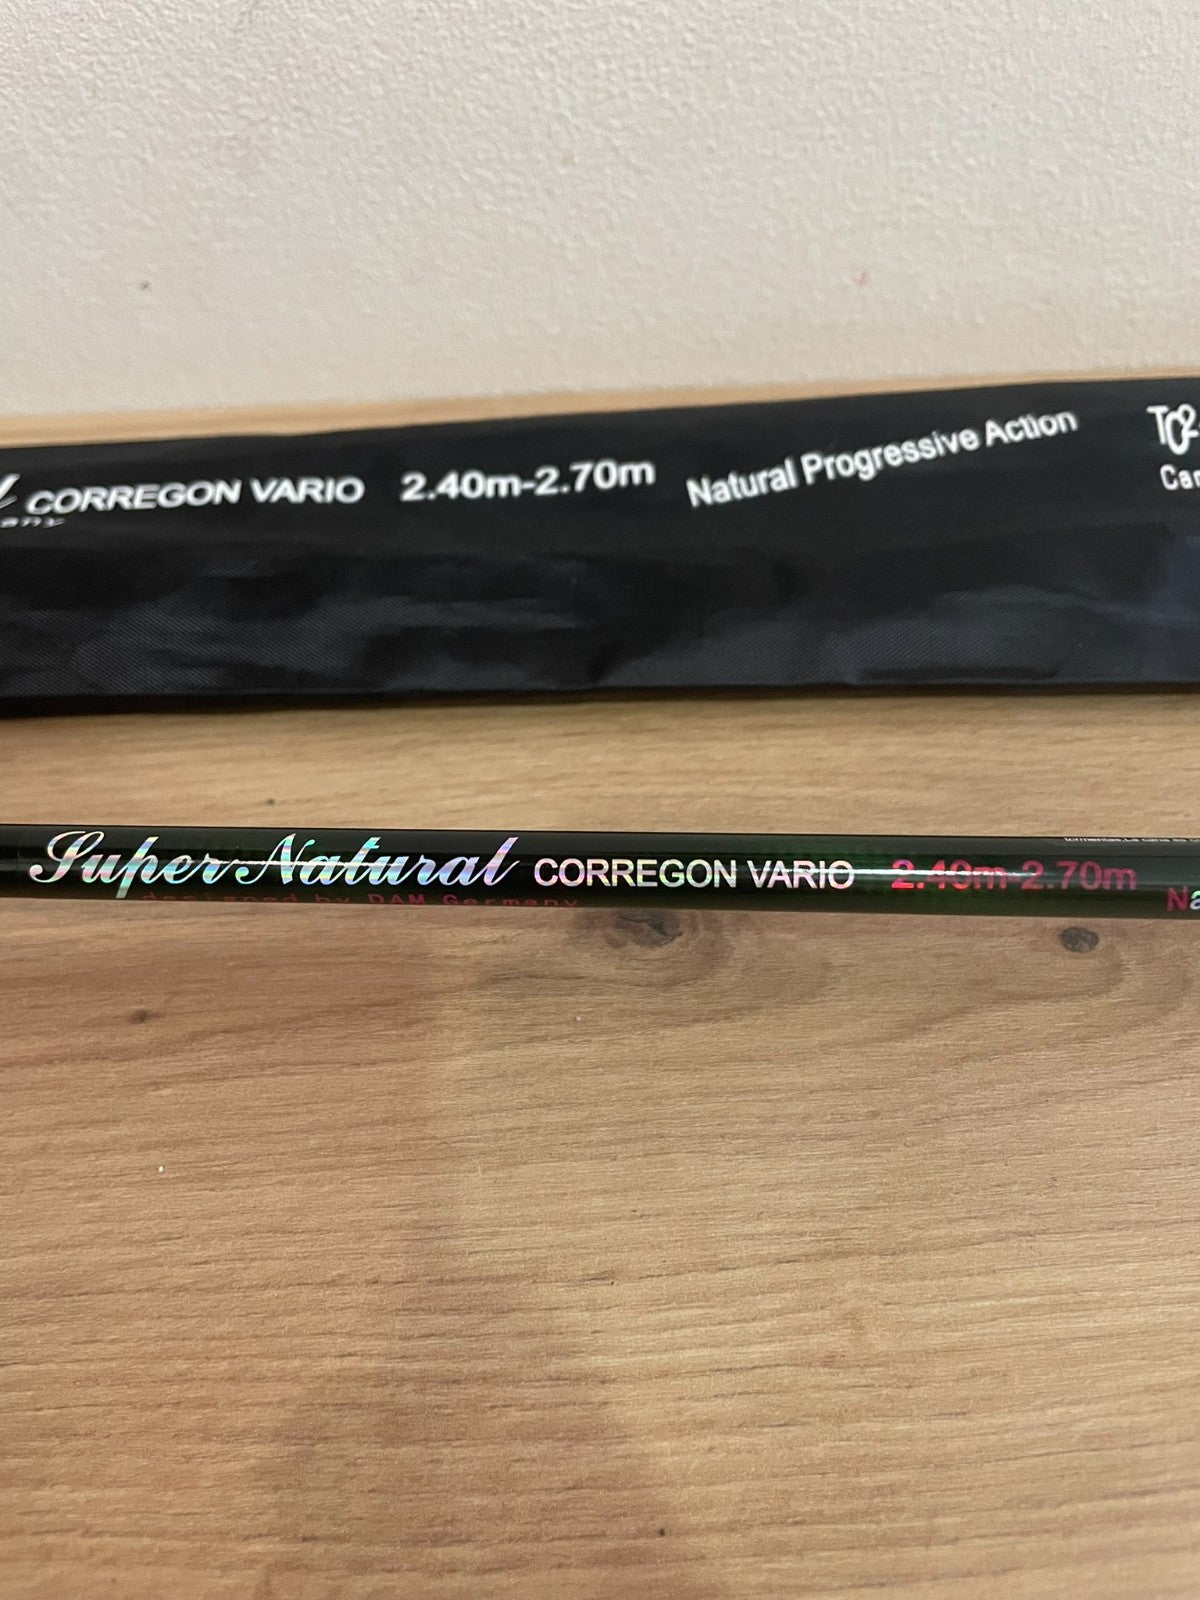 CORREGON VARIO 2.40m-2.70m Natural Progressive Action
Super Natural CORREGON VARIO 2.40m-2.70m
designed by DAM Germany